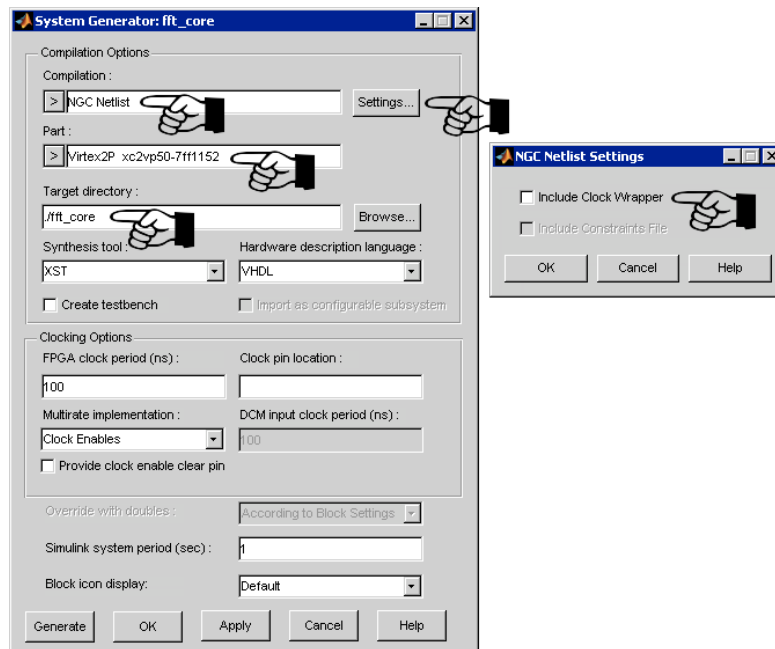 System Generator: fft_core
Compilation Options
Compilation :
> NGC Netlist Settings...
Part :
> Virtex2P xc2vp50-7ff1152
Target directory :
./fft_core Browse...
Synthesis tool : Hardware description language :
XST VHDL
Create testbench Import as configurable subsystem
Clocking Options
FPGA clock period (ns) : Clock pin location :
100
Multirate implementation : DCM input clock period (ns) :
Clock Enables 100
Provide clock enable clear pin
Override with doubles : According to Block Settings
Simulink system period (sec) : 1
Block icon display: Default
Generate OK Apply Cancel Help
NGC Netlist Settings
Include Clock Wrapper
Include Constraints File
OK Cancel Help